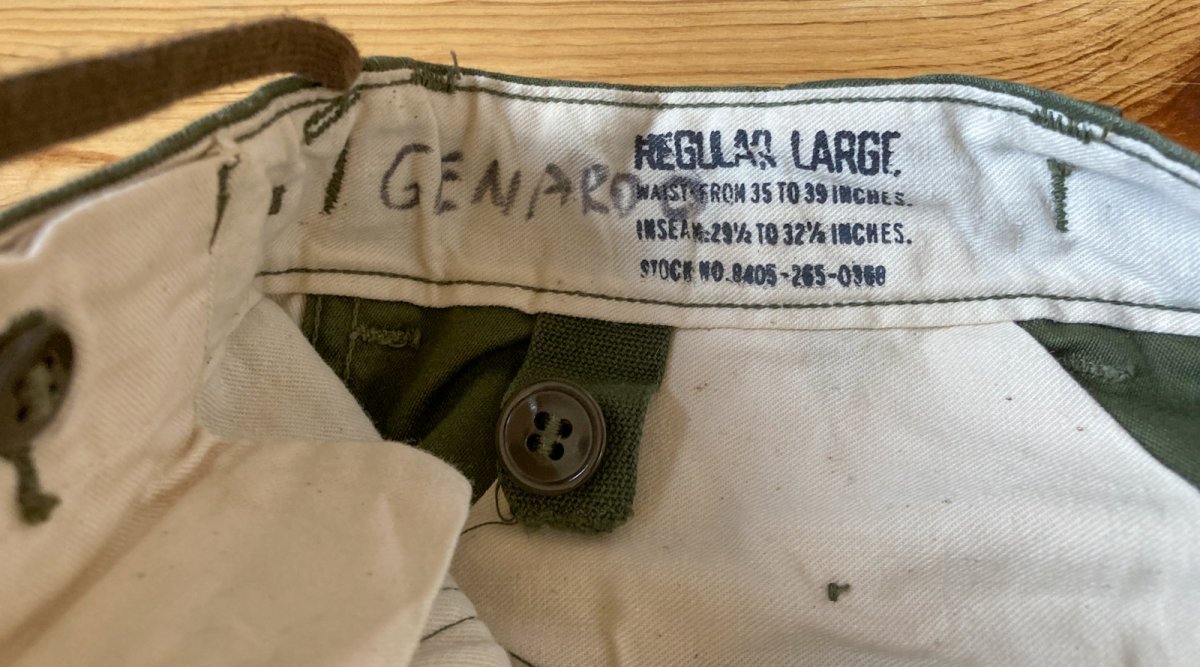 GENARDO
REGULAR LARGE.
WAIST: FROM 35 TO 39 INCHES.
INSEAM: 29½ TO 32½ INCHES.
STOCK NO. 8405-265-0368